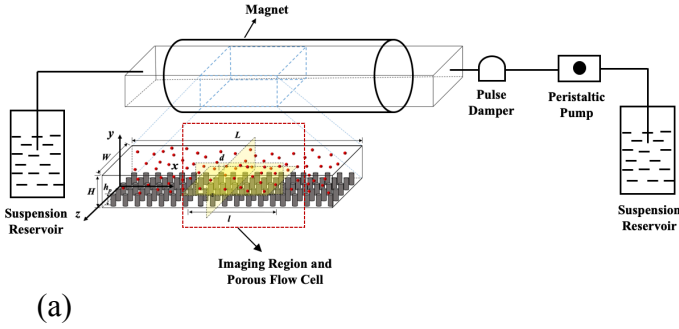 Magnet
Pulse
Damper
Peristaltic
Pump
Suspension
Reservoir
Suspension
Reservoir
y
L
W
x
d
H
h
z
l
Imaging Region and
Porous Flow Cell
(a)